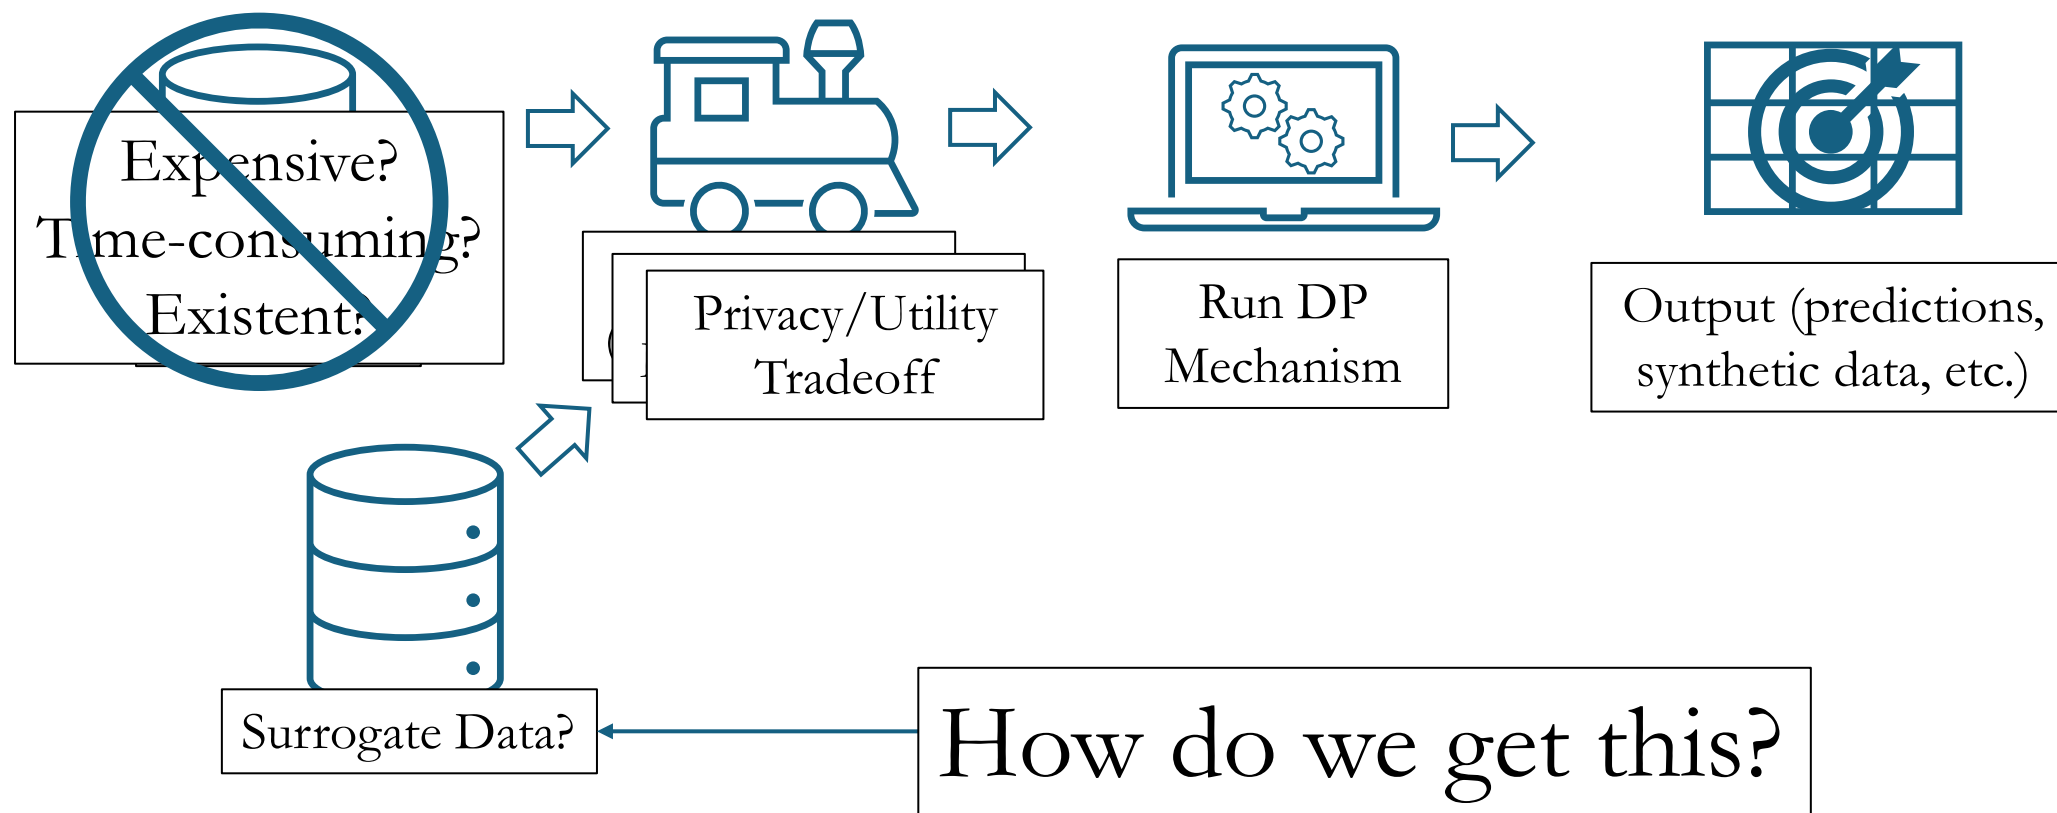 Expensive?
Time-consuming?
Existent?
Privacy/Utility
Tradeoff
Run DP
Mechanism
Output (predictions,
synthetic data, etc.)
Surrogate Data?
How do we get this?